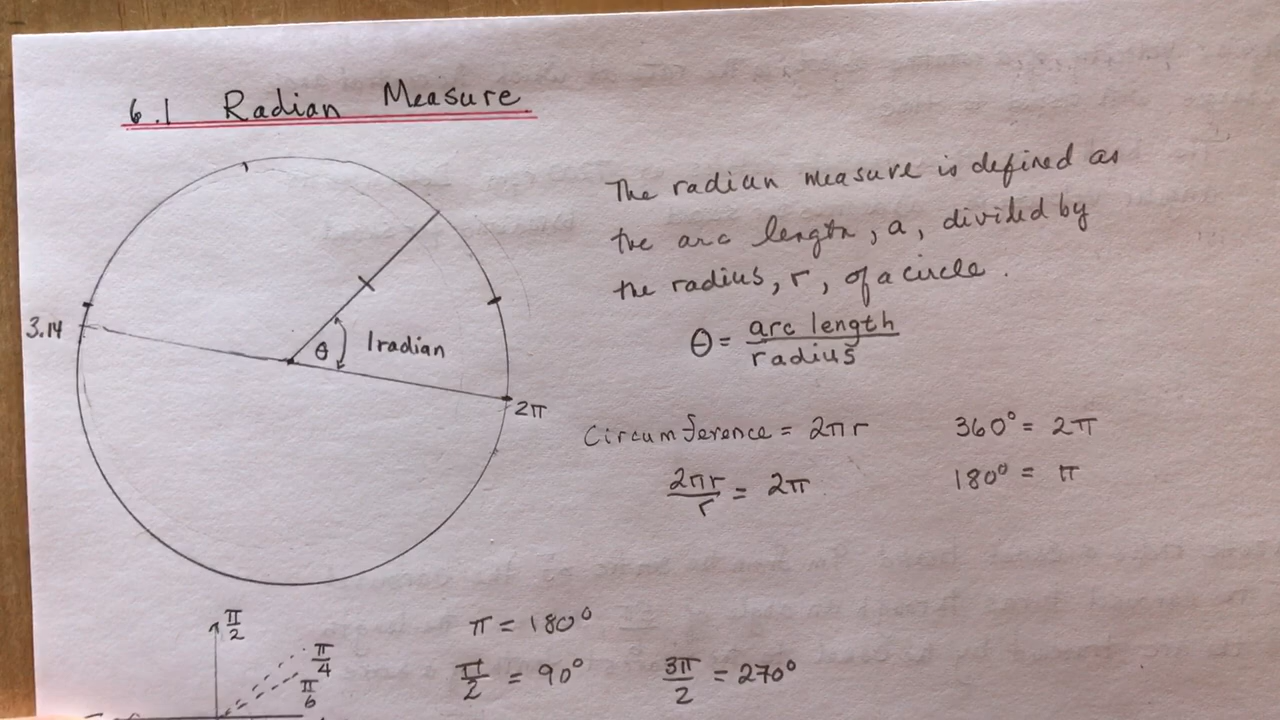 6.1 Radian Measure
The radian measure is defined as
the arc length, a, divided by
the radius, r, of a circle.
θ = arc length / radius
3.14
θ
1 radian
2π
Circumference = 2πr
360° = 2π
2πr/r = 2π
180° = π
π/2
π/4
π/6
π = 180°
π/2 = 90°
3π/2 = 270°